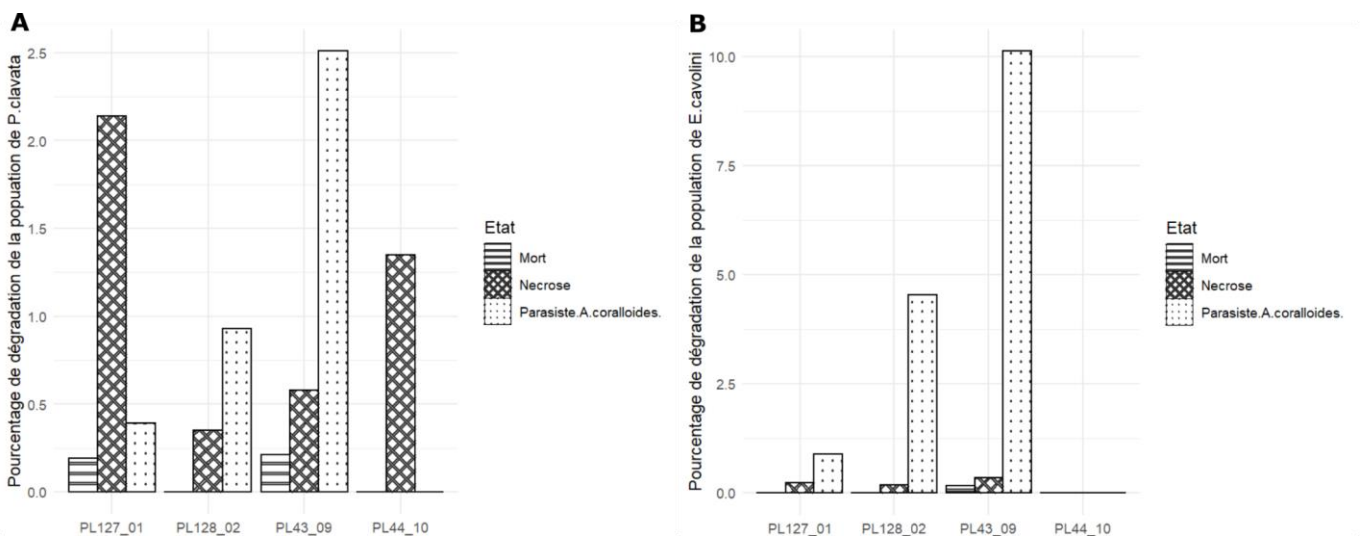 A
Pourcentage de dégradation de la popuation de P.clavata
2.5
2.0
1.5
1.0
0.5
0.0
PL127_01 PL128_02 PL43_09 PL44_10
Etat
Mort
Necrose
Parasiste.A.coralloides.
B
Pourcentage de dégradation de la population de E.cavolini
10.0
7.5
5.0
2.5
0.0
PL127_01 PL128_02 PL43_09 PL44_10
Etat
Mort
Necrose
Parasiste.A.coralloides.